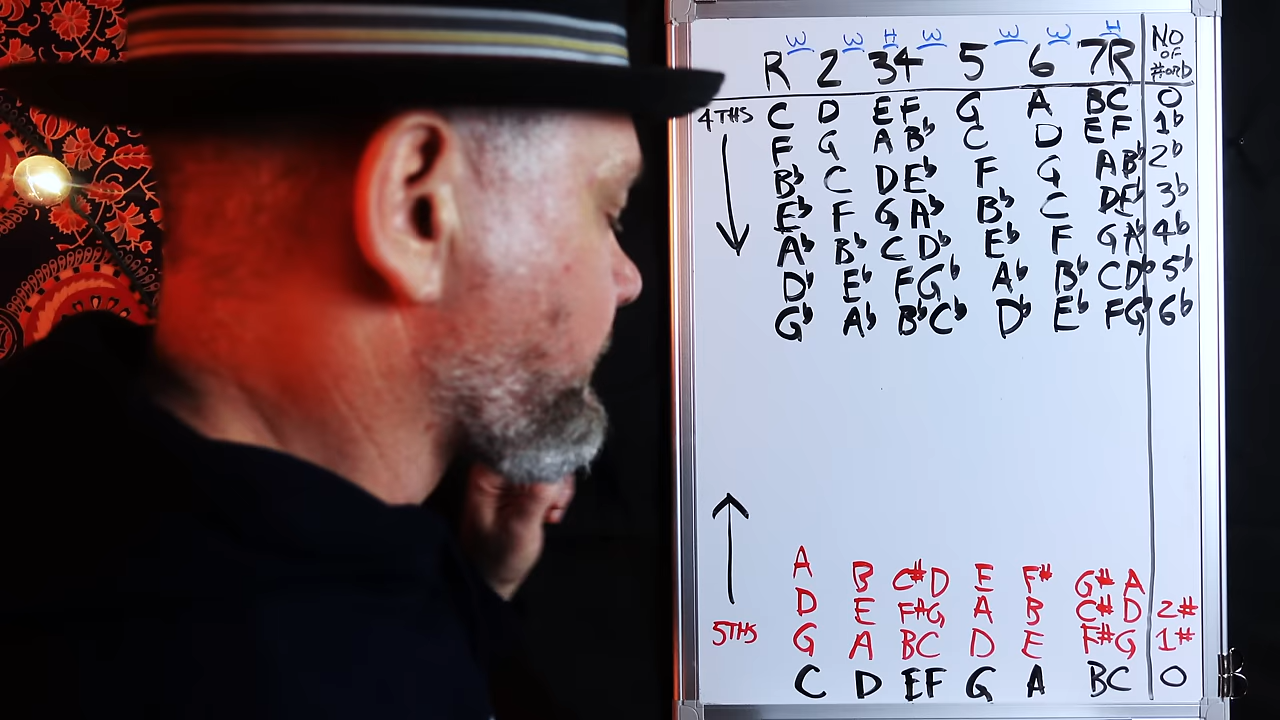 W W H W W W H
R 2 3 4 5 6 7 R NO OF # or b
4THS
C D E F G A B C 0
F G A B♭ C D E F 1♭
B♭ C D E♭ F G A B♭ 2♭
E♭ F G A♭ B♭ C D E♭ 3♭
A♭ B♭ C D♭ E♭ F G A♭ 4♭
D♭ E♭ F G♭ A♭ B♭ C D♭ 5♭
G♭ A♭ B♭ C♭ D♭ E♭ F G♭ 6♭
A B C# D E F# G# A
D E F# G A B C# D 2#
5THS
G A B C D E F# G 1#
C D E F G A B C 0